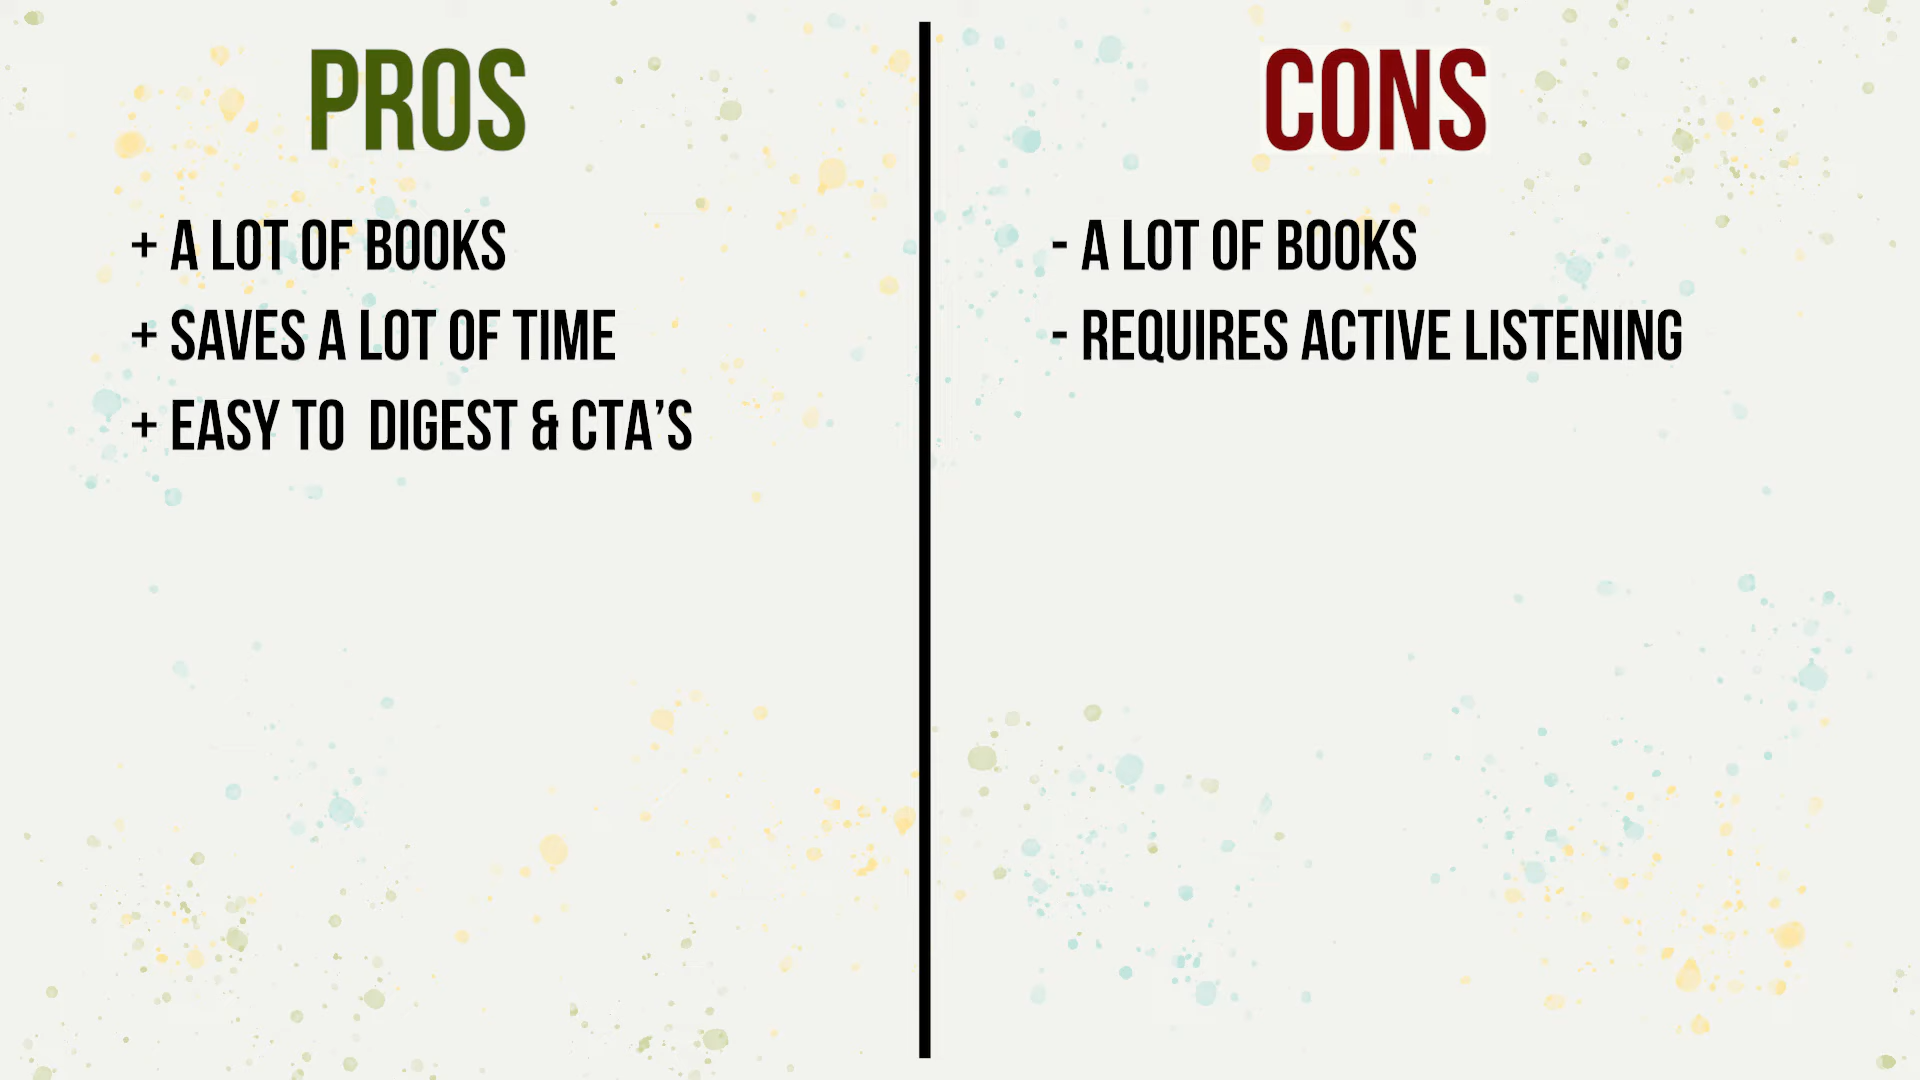 PROS
+ A LOT OF BOOKS
+ SAVES A LOT OF TIME
+ EASY TO DIGEST & CTA’S
CONS
- A LOT OF BOOKS
- REQUIRES ACTIVE LISTENING